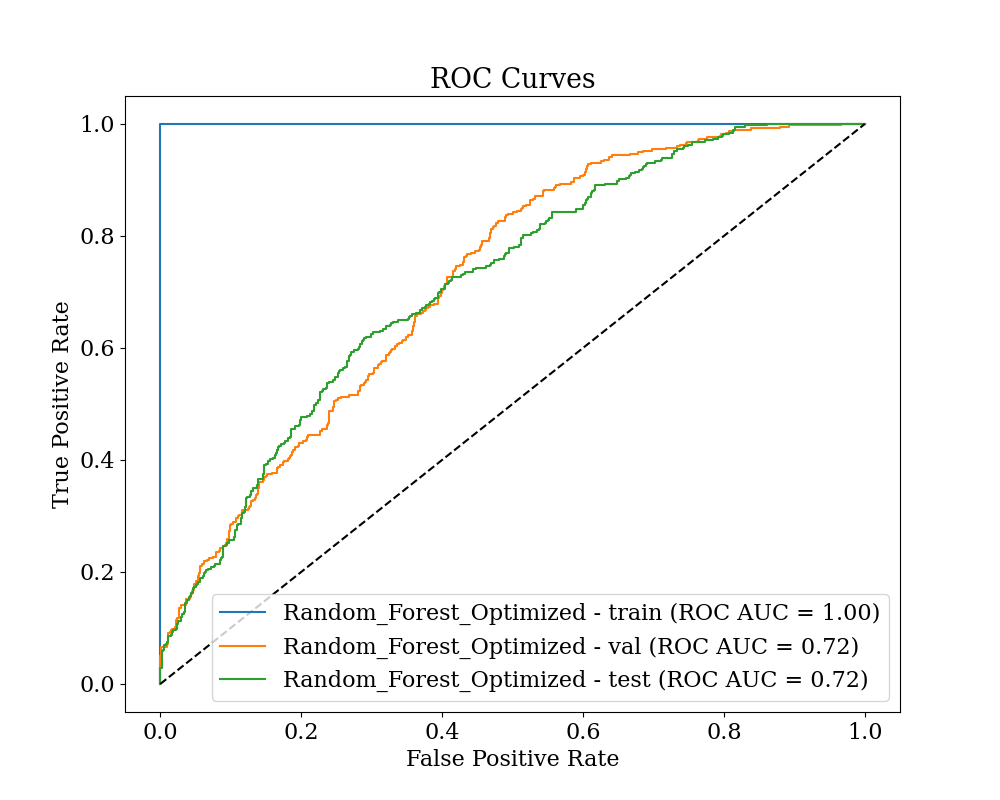 ROC Curves
True Positive Rate
1.0
0.8
0.6
0.4
0.2
0.0
Random_Forest_Optimized - train (ROC AUC = 1.00)
Random_Forest_Optimized - val (ROC AUC = 0.72)
Random_Forest_Optimized - test (ROC AUC = 0.72)
0.0 0.2 0.4 0.6 0.8 1.0
False Positive Rate